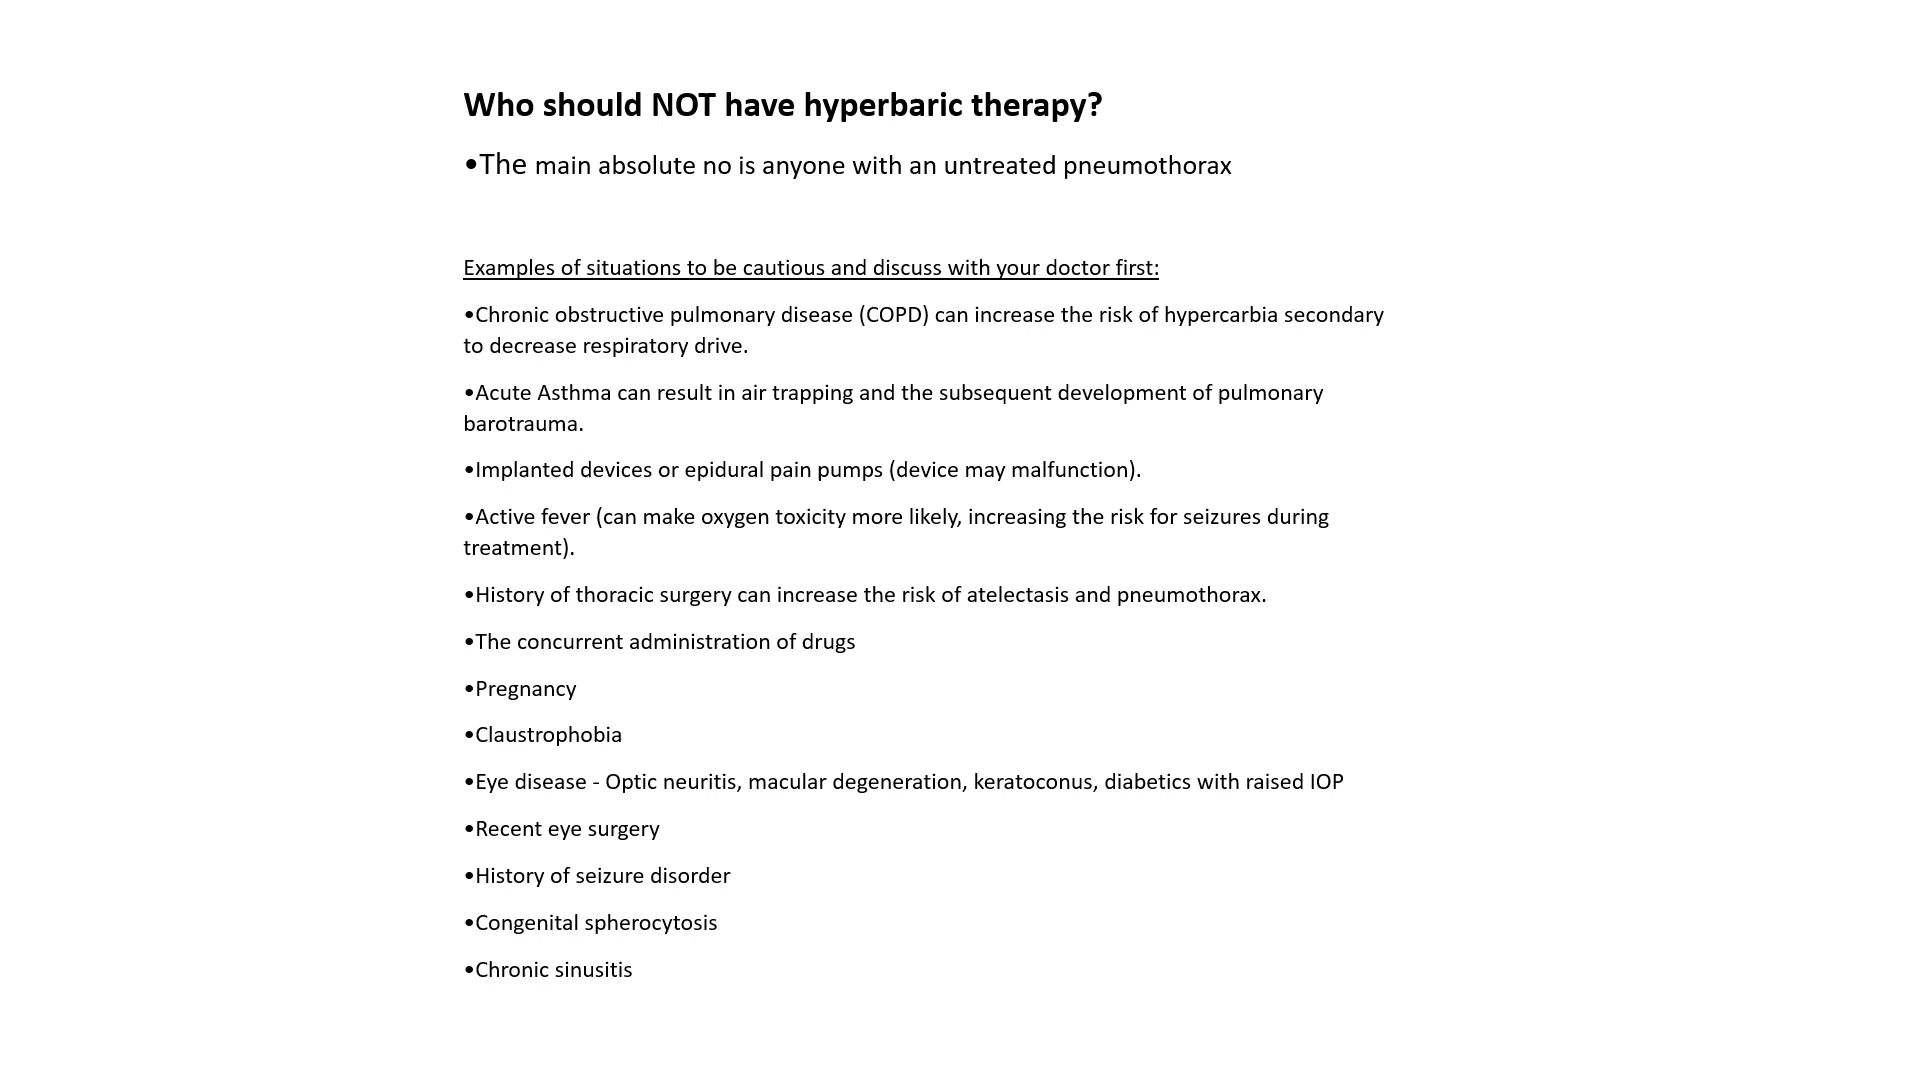 Who should NOT have hyperbaric therapy?
•The main absolute no is anyone with an untreated pneumothorax
Examples of situations to be cautious and discuss with your doctor first:
•Chronic obstructive pulmonary disease (COPD) can increase the risk of hypercarbia secondary
to decrease respiratory drive.
•Acute Asthma can result in air trapping and the subsequent development of pulmonary
barotrauma.
•Implanted devices or epidural pain pumps (device may malfunction).
•Active fever (can make oxygen toxicity more likely, increasing the risk for seizures during
treatment).
•History of thoracic surgery can increase the risk of atelectasis and pneumothorax.
•The concurrent administration of drugs
•Pregnancy
•Claustrophobia
•Eye disease - Optic neuritis, macular degeneration, keratoconus, diabetics with raised IOP
•Recent eye surgery
•History of seizure disorder
•Congenital spherocytosis
•Chronic sinusitis